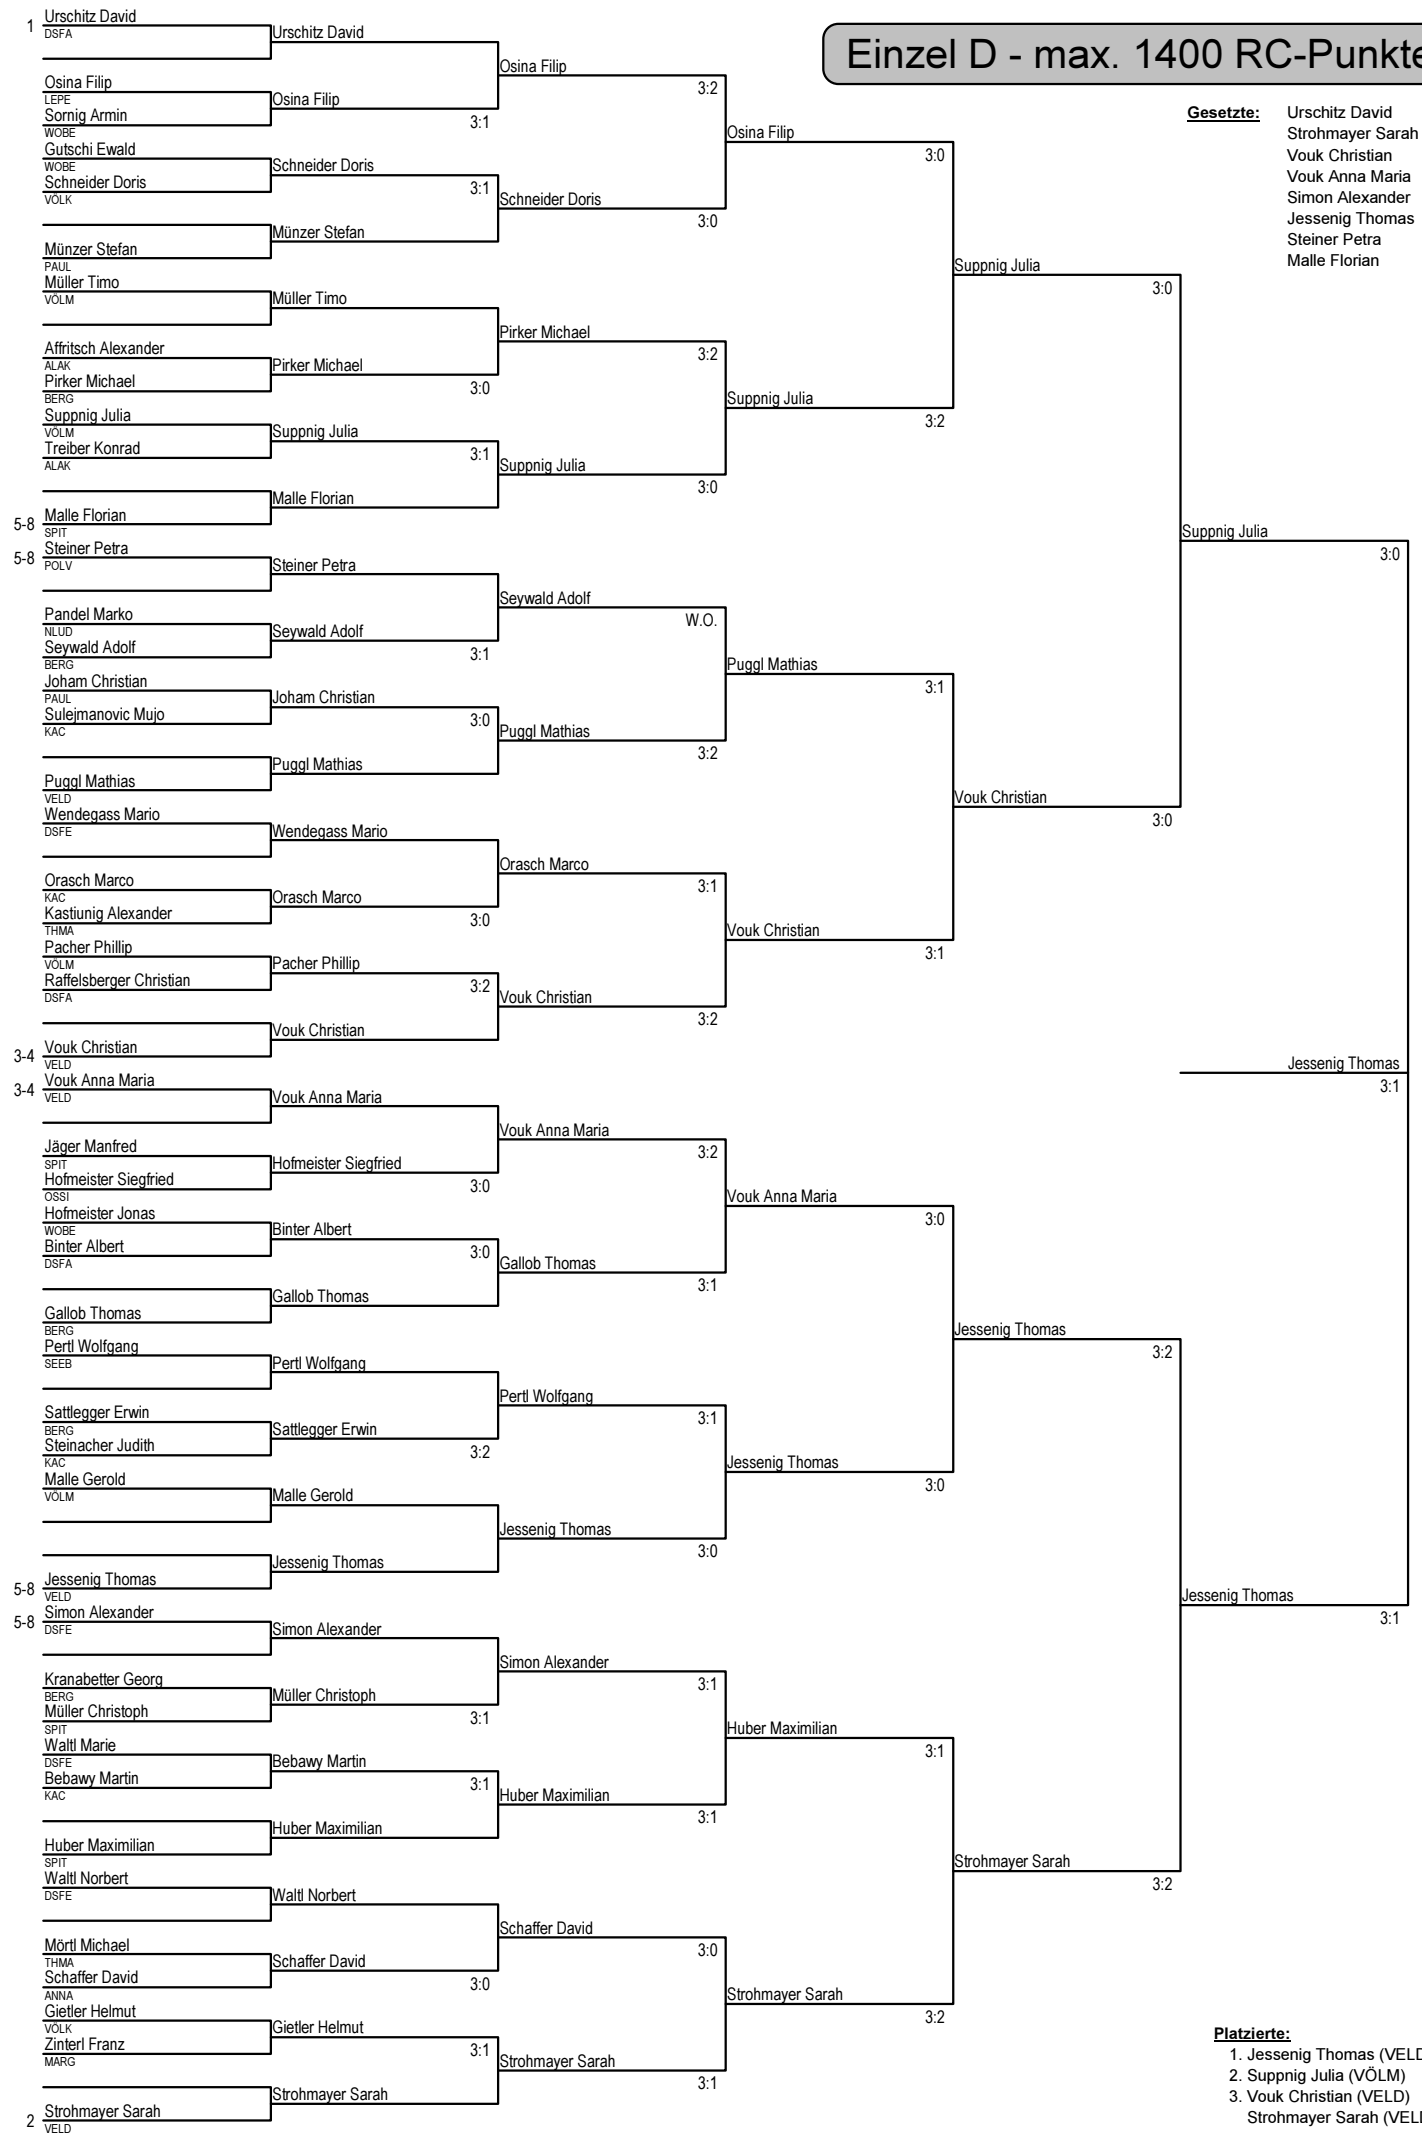 Einzel D - max. 1400 RC-Punkte
Gesetzte:
Urschitz David
Strohmayer Sarah
Vouk Christian
Vouk Anna Maria
Simon Alexander
Jessenig Thomas
Steiner Petra
Malle Florian
1 Urschitz David
DSFA
Osina Filip
LEPE
Sornig Armin
WOBE
Gutschi Ewald
WOBE
Schneider Doris
VÖLK
Münzer Stefan
PAUL
Müller Timo
VÖLM
Affritsch Alexander
ALAK
Pirker Michael
BERG
Suppnig Julia
VÖLM
Treiber Konrad
ALAK
5-8 Malle Florian
SPIT
5-8 Steiner Petra
POLV
Pandel Marko
NLUD
Seywald Adolf
BERG
Joham Christian
PAUL
Sulejmanovic Mujo
KAC
Puggl Mathias
VELD
Wendegass Mario
DSFE
Orasch Marco
KAC
Kastiunig Alexander
THMA
Pacher Phillip
VÖLM
Raffelsberger Christian
DSFA
3-4 Vouk Christian
VELD
3-4 Vouk Anna Maria
VELD
Jäger Manfred
SPIT
Hofmeister Siegfried
OSSI
Hofmeister Jonas
WOBE
Binter Albert
DSFA
Gallob Thomas
BERG
Pertl Wolfgang
SEEB
Sattlegger Erwin
BERG
Steinacher Judith
KAC
Malle Gerold
VÖLM
5-8 Jessenig Thomas
VELD
5-8 Simon Alexander
DSFE
Kranabetter Georg
BERG
Müller Christoph
SPIT
Waltl Marie
DSFE
Bebawy Martin
KAC
Huber Maximilian
SPIT
Waltl Norbert
DSFE
Mörtl Michael
THMA
Schaffer David
ANNA
Gietler Helmut
VÖLK
Zinterl Franz
MARG
2 Strohmayer Sarah
VELD
Urschitz David
Osina Filip
3:1
Schneider Doris
3:1
Münzer Stefan
Müller Timo
Pirker Michael
3:0
Suppnig Julia
3:1
Malle Florian
Steiner Petra
Seywald Adolf
3:1
Joham Christian
3:0
Puggl Mathias
Wendegass Mario
Orasch Marco
3:0
Pacher Phillip
3:2
Vouk Christian
Vouk Anna Maria
Hofmeister Siegfried
3:0
Binter Albert
3:0
Gallob Thomas
Pertl Wolfgang
Sattlegger Erwin
3:2
Malle Gerold
Jessenig Thomas
Simon Alexander
Müller Christoph
3:1
Bebawy Martin
3:1
Huber Maximilian
Waltl Norbert
Schaffer David
3:0
Gietler Helmut
3:1
Strohmayer Sarah
Osina Filip
3:2
Schneider Doris
3:0
Pirker Michael
3:2
Suppnig Julia
3:0
Seywald Adolf
W.O.
Puggl Mathias
3:2
Orasch Marco
3:1
Vouk Christian
3:2
Vouk Anna Maria
3:2
Gallob Thomas
3:1
Pertl Wolfgang
3:1
Jessenig Thomas
3:0
Simon Alexander
3:1
Huber Maximilian
3:1
Schaffer David
3:0
Strohmayer Sarah
3:1
Osina Filip
3:0
Suppnig Julia
3:2
Puggl Mathias
3:1
Vouk Christian
3:1
Vouk Anna Maria
3:0
Jessenig Thomas
3:0
Huber Maximilian
3:1
Strohmayer Sarah
3:2
Suppnig Julia
3:0
Vouk Christian
3:0
Jessenig Thomas
3:2
Strohmayer Sarah
3:2
Suppnig Julia
3:0
Jessenig Thomas
3:1
Jessenig Thomas
3:1
Platzierte:
1. Jessenig Thomas (VELD
2. Suppnig Julia (VÖLM)
3. Vouk Christian (VELD)
Strohmayer Sarah (VELD